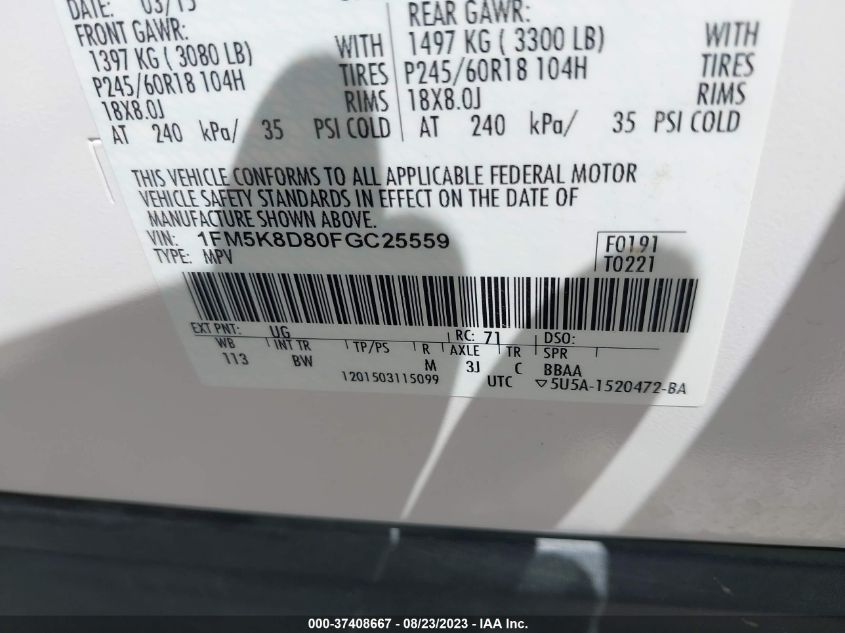 DATE: 03/15
FRONT GAWR:
1397 KG ( 3080 LB) WITH
P245/60R18 104H TIRES
18X8.0J RIMS
AT 240 kPa/ 35 PSI COLD
REAR GAWR:
1497 KG ( 3300 LB) WITH
P245/60R18 104H TIRES
18X8.0J RIMS
AT 240 kPa/ 35 PSI COLD
THIS VEHICLE CONFORMS TO ALL APPLICABLE FEDERAL MOTOR
VEHICLE SAFETY STANDARDS IN EFFECT ON THE DATE OF
MANUFACTURE SHOWN ABOVE.
VIN: 1FM5K8D80FGC25559
TYPE: MPV
F0191
T0221
EXT PNT: UG RC: 71 DSO:
WB INT TR TP/PS R AXLE TR SPR
113 BW M 3J C BBAA
1201503115099 UTC ▽5U5A-1520472-BA
000-37408667 - 08/23/2023 - IAA Inc.